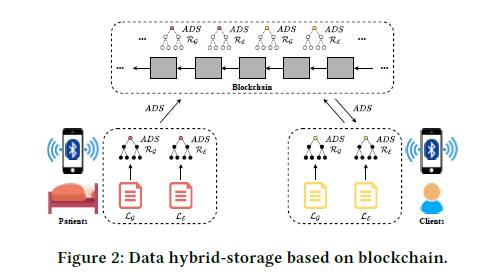 ... ADS ADS ADS ADS ...
R_G R_E R_G R_E
... ...
Blockchain
ADS ADS
ADS ADS ADS ADS
R_G R_E R_G R_E
Patients L_G L_E L_G L_E Clients
Figure 2: Data hybrid-storage based on blockchain.